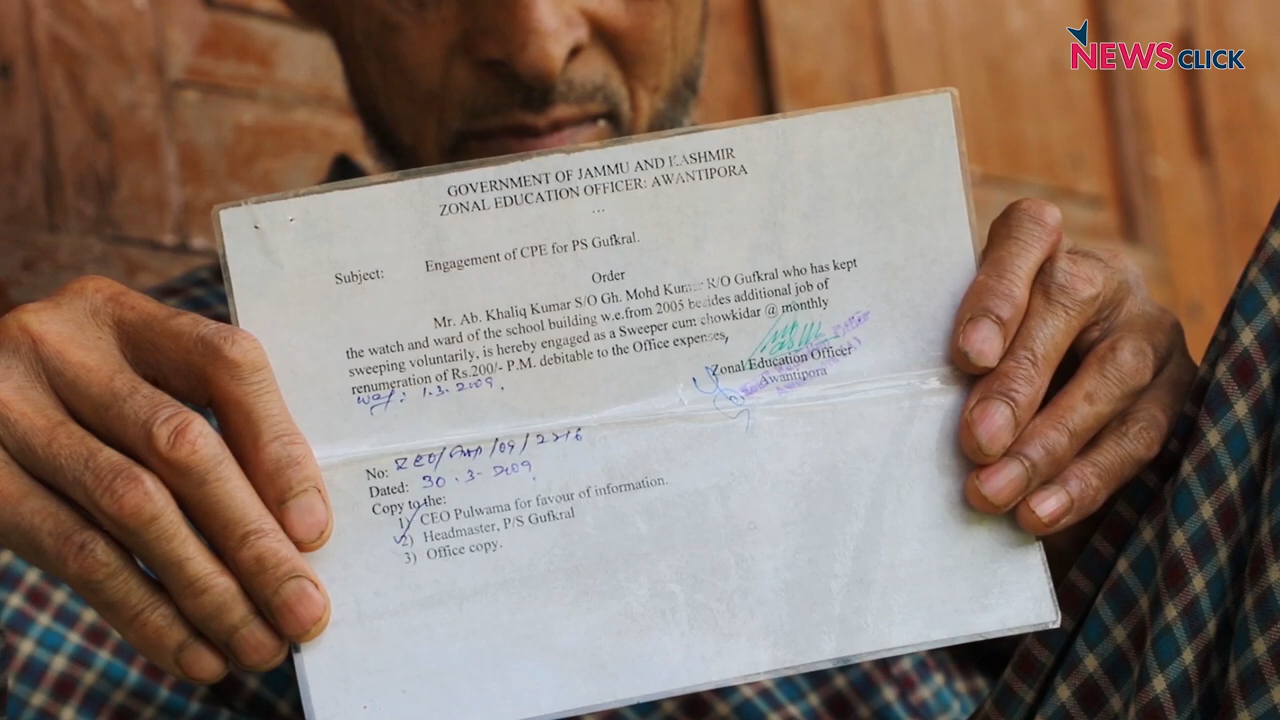 NEWSCLICK
GOVERNMENT OF JAMMU AND KASHMIR
ZONAL EDUCATION OFFICER: AWANTIPORA
...
Subject: Engagement of CPE for PS Gufkral.
Order
Mr. Ab. Khaliq Kumar S/O Gh. Mohd Kumar R/O Gufkral who has kept
the watch and ward of the school building w.e.from 2005 besides additional job of
sweeping voluntarily, is hereby engaged as a Sweeper cum chowkidar @ monthly
renumeration of Rs.200/- P.M. debitable to the Office expenses,
wef: 1.3.2009.
Zonal Education Officer
Awantipora
No: ZEO/Awp/09/2216
Dated: 30.3-2009
Copy to the:
1) CEO Pulwama for favour of information.
2) Headmaster, P/S Gufkral
3) Office copy.